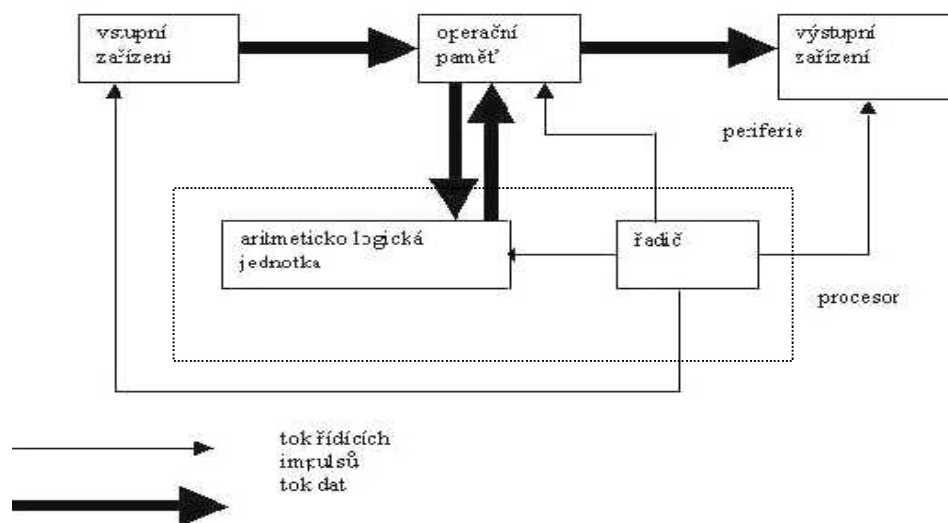 vstupní
zařízení
operační
paměť
výstupní
zařízení
periferie
aritmeticko logická
jednotka
řadič
procesor
tok řídících
impulsů
tok dat